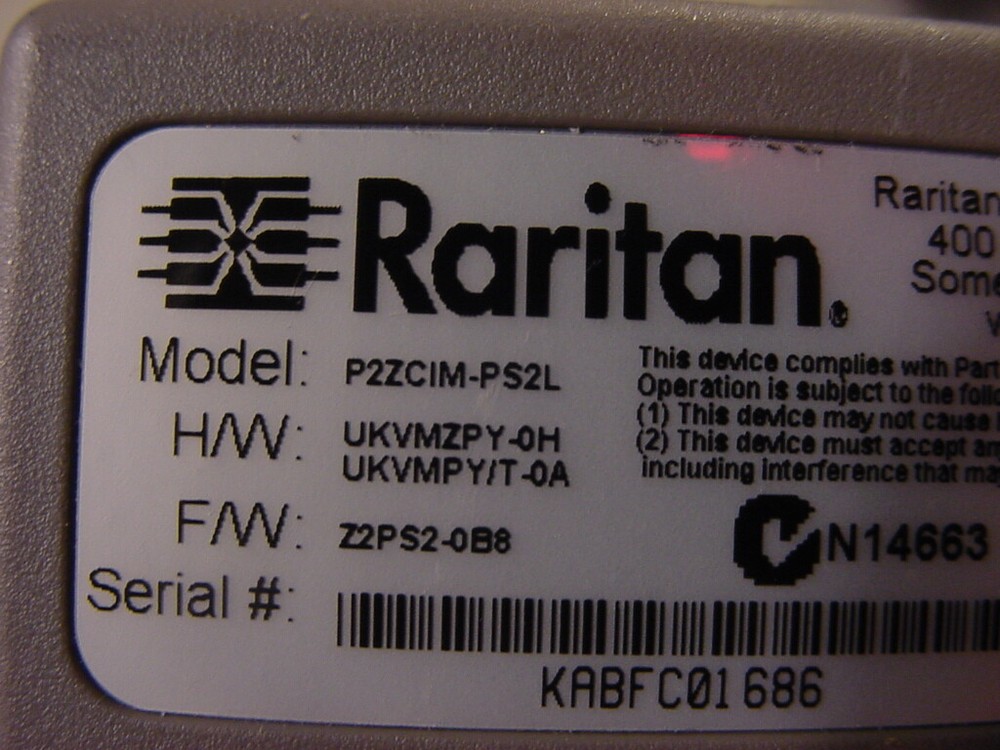 Raritan.
Raritan
400
Some
Model: P2ZCIM-PS2L
H/W: UKVMZPY-0H
UKVMPY/T-0A
F/W: Z2PS2-0B8
Serial #:
KABFC01686
This device complies with Part
Operation is subject to the follo
(1) This device may not cause
(2) This device must accept an
including interference that ma
N14663